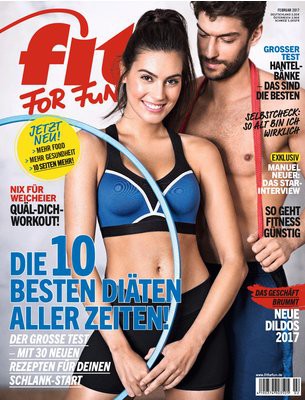 FEBRUAR 2017
fit
FOR FUN
GROSSER
TEST
HANTEL-
BÄNKE
– DAS SIND
DIE BESTEN
SELBSTCHECK:
SO ALT BIN ICH
WIRKLICH
JETZT
NEU!
> MEHR FOOD
> MEHR GESUNDHEIT
> 10 SEITEN MEHR!
EXKLUSIV
MANUEL
NEUER: DAS
STAR-
INTERVIEW
NIX FÜR
WEICHEIER
QUÄL-DICH-
WORKOUT!
SO GEHT
FITNESS
GÜNSTIG
DIE 10
BESTEN DIÄTEN
ALLER ZEITEN!
DAS GESCHÄFT
BRUMMT
NEUE
DILDOS
2017
DER GROSSE TEST
– MIT 30 NEUEN
REZEPTEN FÜR DEINEN
SCHLANK-START
www.fitforfun.de